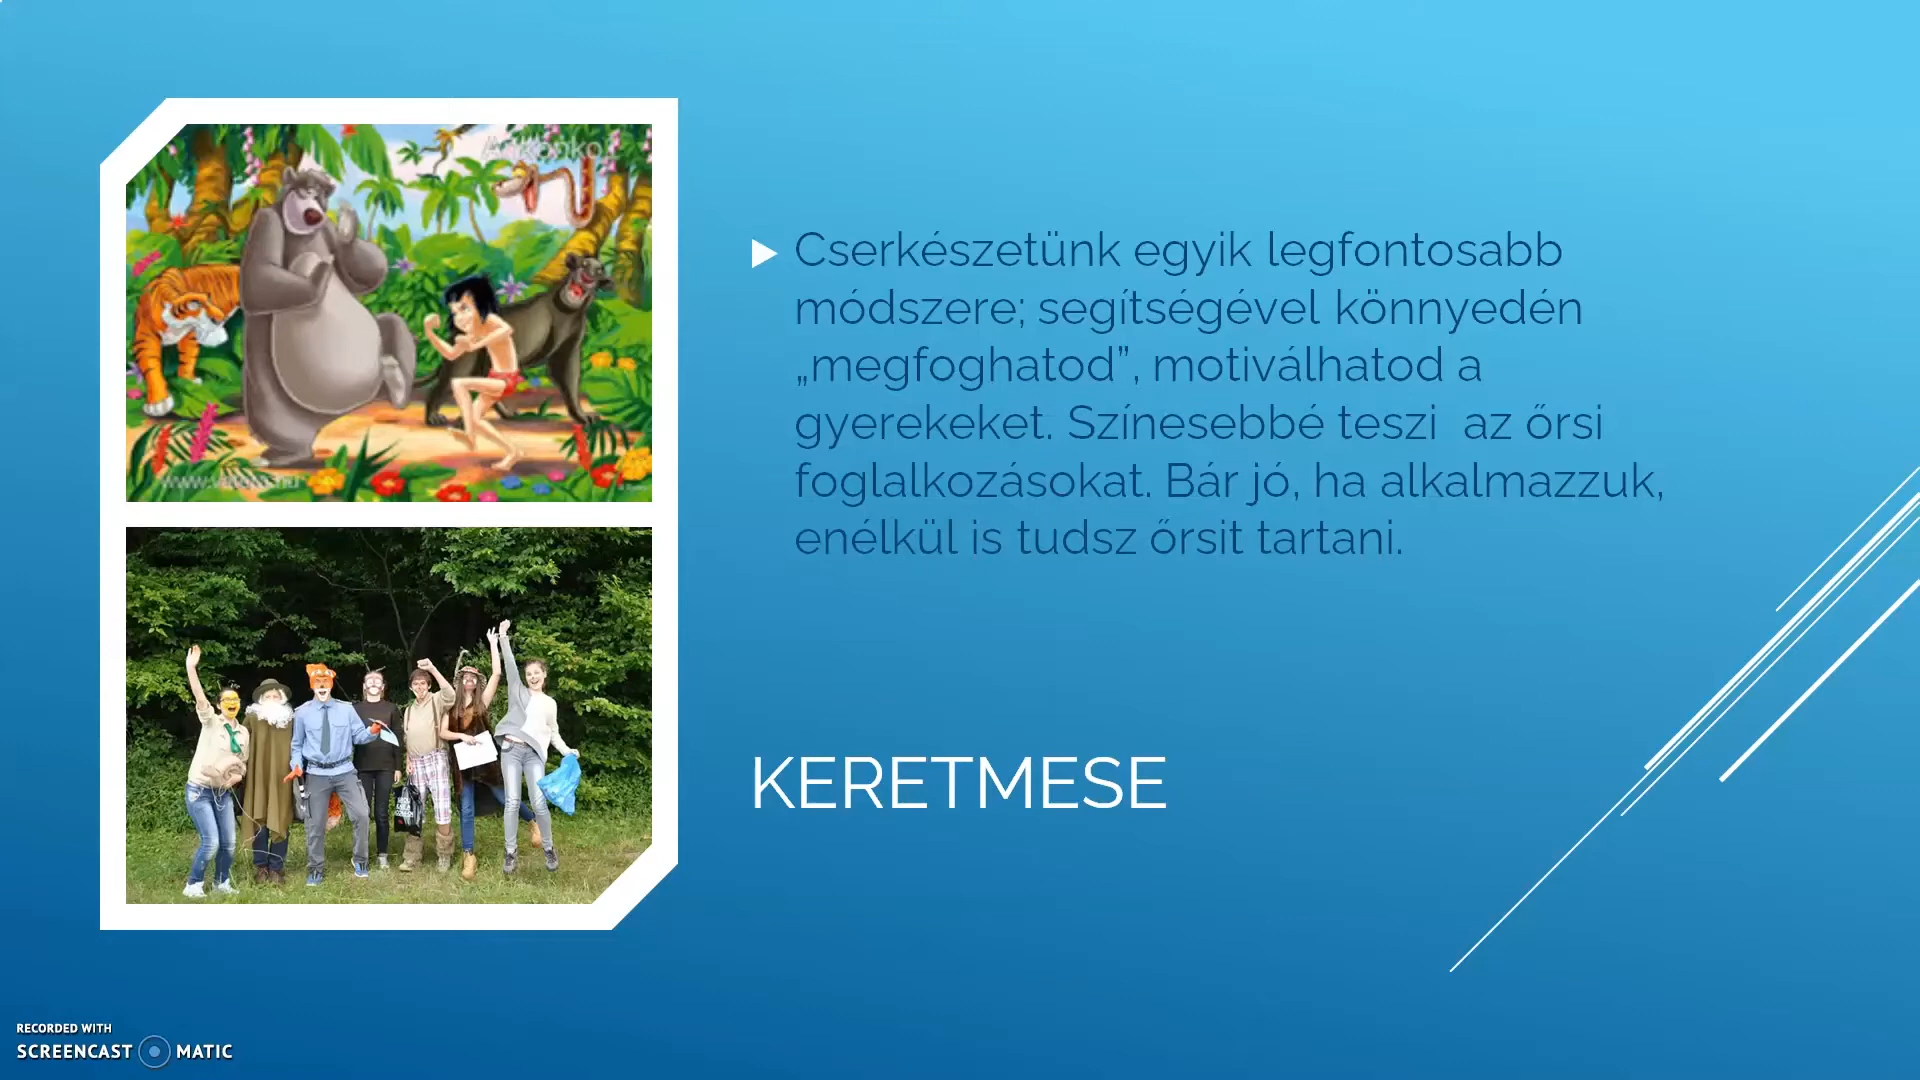 Cserkészetünk egyik legfontosabb
módszere; segítségével könnyedén
„megfoghatod”, motiválhatod a
gyerekeket. Színesebbé teszi  az őrsi
foglalkozásokat. Bár jó, ha alkalmazzuk,
enélkül is tudsz őrsit tartani.
KERETMESE
RECORDED WITH
SCREENCAST MATIC